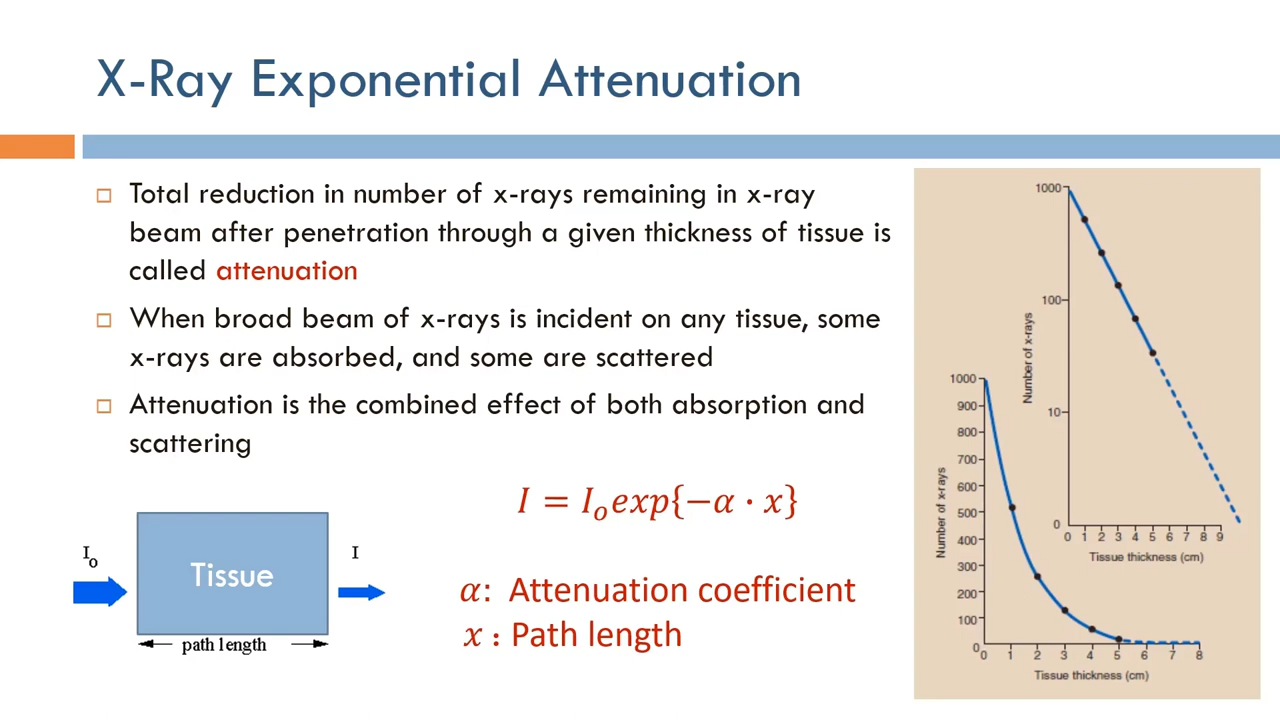 X-Ray Exponential Attenuation
Total reduction in number of x-rays remaining in x-ray
beam after penetration through a given thickness of tissue is
called attenuation
When broad beam of x-rays is incident on any tissue, some
x-rays are absorbed, and some are scattered
Attenuation is the combined effect of both absorption and
scattering
I = I_o exp{−α · x}
α: Attenuation coefficient
x : Path length
I_o
Tissue
I
path length
1000
100
10
0
0 1 2 3 4 5 6 7 8 9
Tissue thickness (cm)
Number of x-rays
1000
900
800
700
600
500
400
300
200
100
0
0 1 2 3 4 5 6 7 8
Tissue thickness (cm)
Number of x-rays